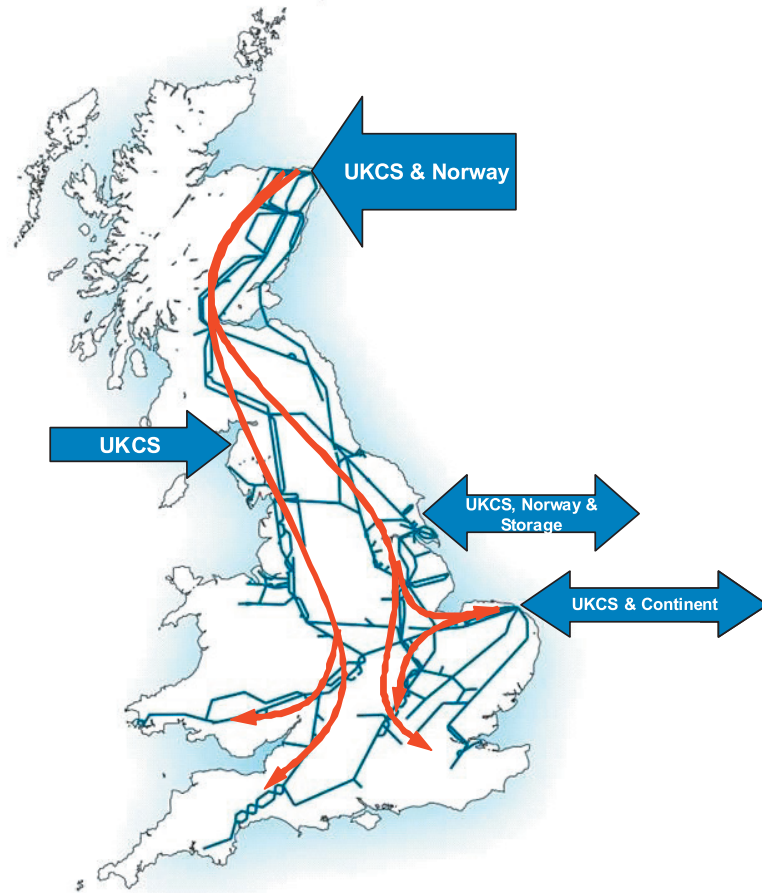 UKCS & Norway
UKCS
UKCS, Norway &
Storage
UKCS & Continent